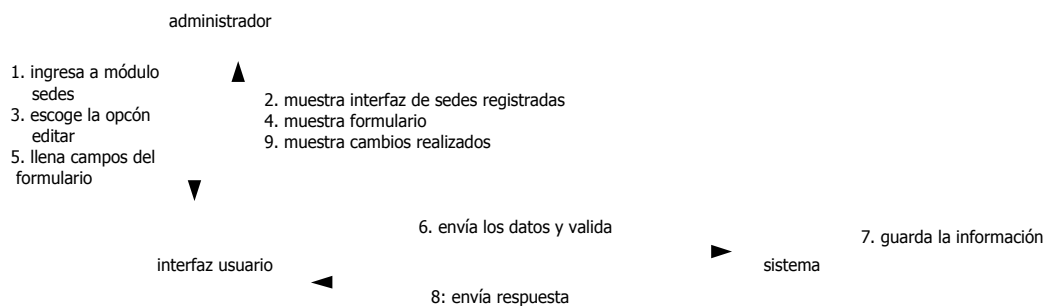 administrador
1. ingresa a módulo
sedes
3. escoge la opcón
editar
5. llena campos del
formulario
2. muestra interfaz de sedes registradas
4. muestra formulario
9. muestra cambios realizados
6. envía los datos y valida
7. guarda la información
interfaz usuario
sistema
8: envía respuesta